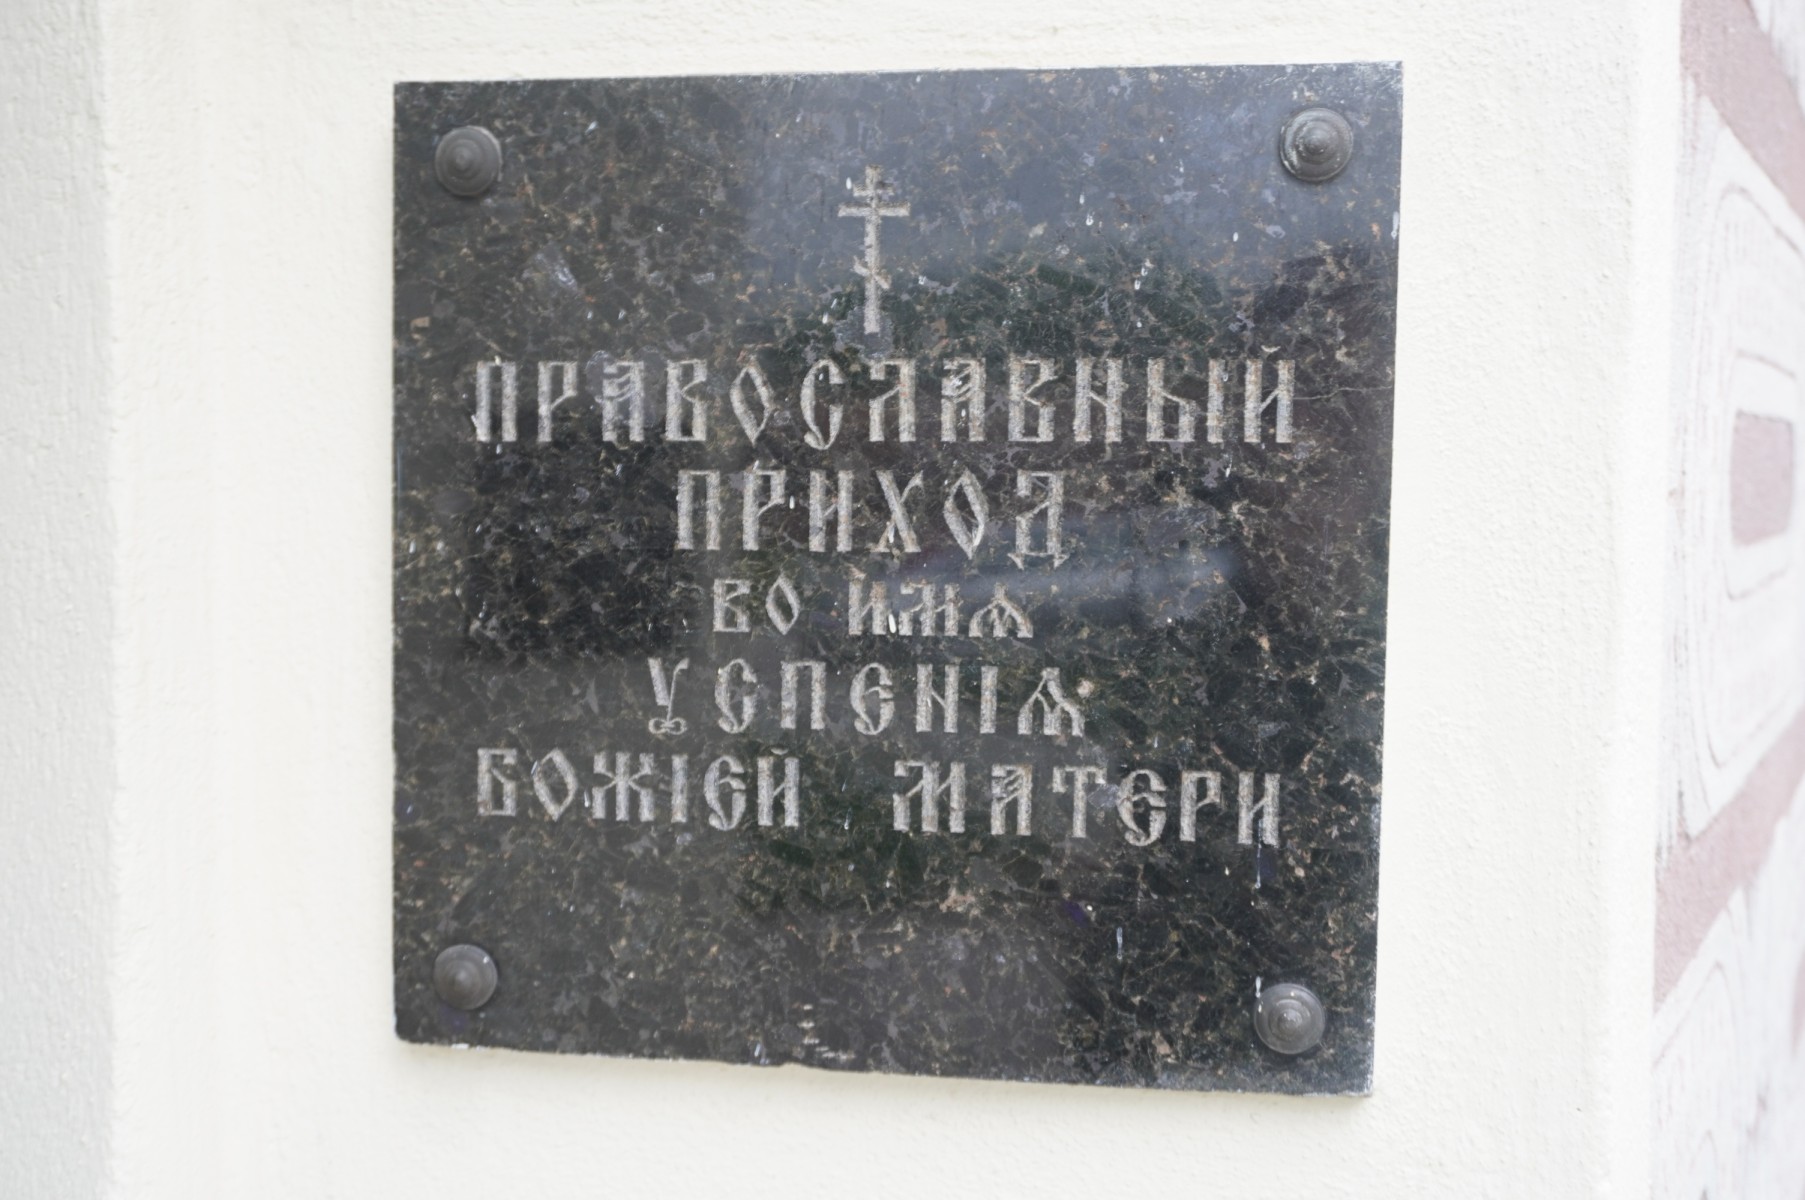 ПРАВОСЛАВНЫЙ
ПРИХОД
ВО ИМѦ
УСПЕНІѦ
БОЖІЕЙ МАТЕРИ